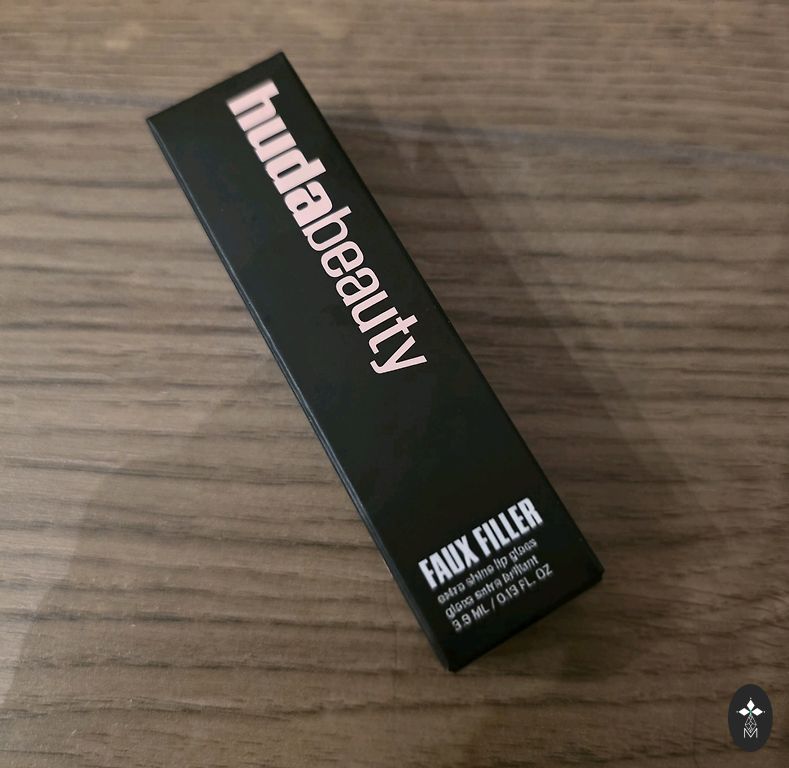 hudabeauty
FAUX FILLER
extra shine lip gloss
gloss extra brillant
3.9 ML / 0.13 FL. OZ
M